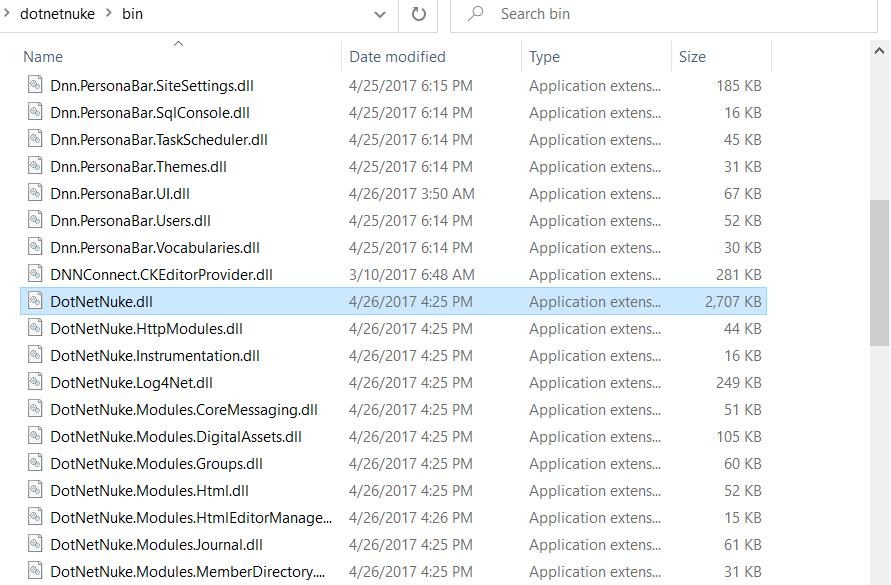 dotnetnuke > bin Search bin
Name Date modified Type Size
Dnn.PersonaBar.SiteSettings.dll 4/25/2017 6:15 PM Application extens... 185 KB
Dnn.PersonaBar.SqlConsole.dll 4/25/2017 6:14 PM Application extens... 16 KB
Dnn.PersonaBar.TaskScheduler.dll 4/25/2017 6:14 PM Application extens... 45 KB
Dnn.PersonaBar.Themes.dll 4/25/2017 6:14 PM Application extens... 31 KB
Dnn.PersonaBar.UI.dll 4/26/2017 3:50 AM Application extens... 67 KB
Dnn.PersonaBar.Users.dll 4/25/2017 6:14 PM Application extens... 52 KB
Dnn.PersonaBar.Vocabularies.dll 4/25/2017 6:14 PM Application extens... 30 KB
DNNConnect.CKEditorProvider.dll 3/10/2017 6:48 AM Application extens... 281 KB
DotNetNuke.dll 4/26/2017 4:25 PM Application extens... 2,707 KB
DotNetNuke.HttpModules.dll 4/26/2017 4:25 PM Application extens... 44 KB
DotNetNuke.Instrumentation.dll 4/26/2017 4:25 PM Application extens... 16 KB
DotNetNuke.Log4Net.dll 4/26/2017 4:25 PM Application extens... 249 KB
DotNetNuke.Modules.CoreMessaging.dll 4/26/2017 4:25 PM Application extens... 51 KB
DotNetNuke.Modules.DigitalAssets.dll 4/26/2017 4:25 PM Application extens... 105 KB
DotNetNuke.Modules.Groups.dll 4/26/2017 4:25 PM Application extens... 60 KB
DotNetNuke.Modules.Html.dll 4/26/2017 4:25 PM Application extens... 52 KB
DotNetNuke.Modules.HtmlEditorManage... 4/26/2017 4:26 PM Application extens... 15 KB
DotNetNuke.Modules.Journal.dll 4/26/2017 4:25 PM Application extens... 61 KB
DotNetNuke.Modules.MemberDirectory.... 4/26/2017 4:25 PM Application extens... 31 KB